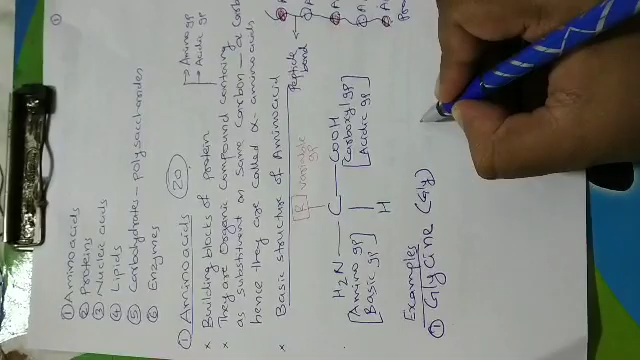 ① Aminoacids
② Proteins
③ Nucleic acids
④ Lipids
⑤ Carbohydrates - Polysaccharides
⑥ Enzymes
① Aminoacids (20)
→ Amino gp
→ Acidic gp
× Building blocks of Protein
× They are Organic Compound containing
as substituent on same carbon - α Carbon
hence they are called α-aminoacids
× Basic structure of Aminoacid
Peptide
bond
[R] variable
gp
H2N — C — COOH
[Amino gp [Carboxyl gp
Basic gp] Acidic gp]
H
Examples
① Glycine (Gly)